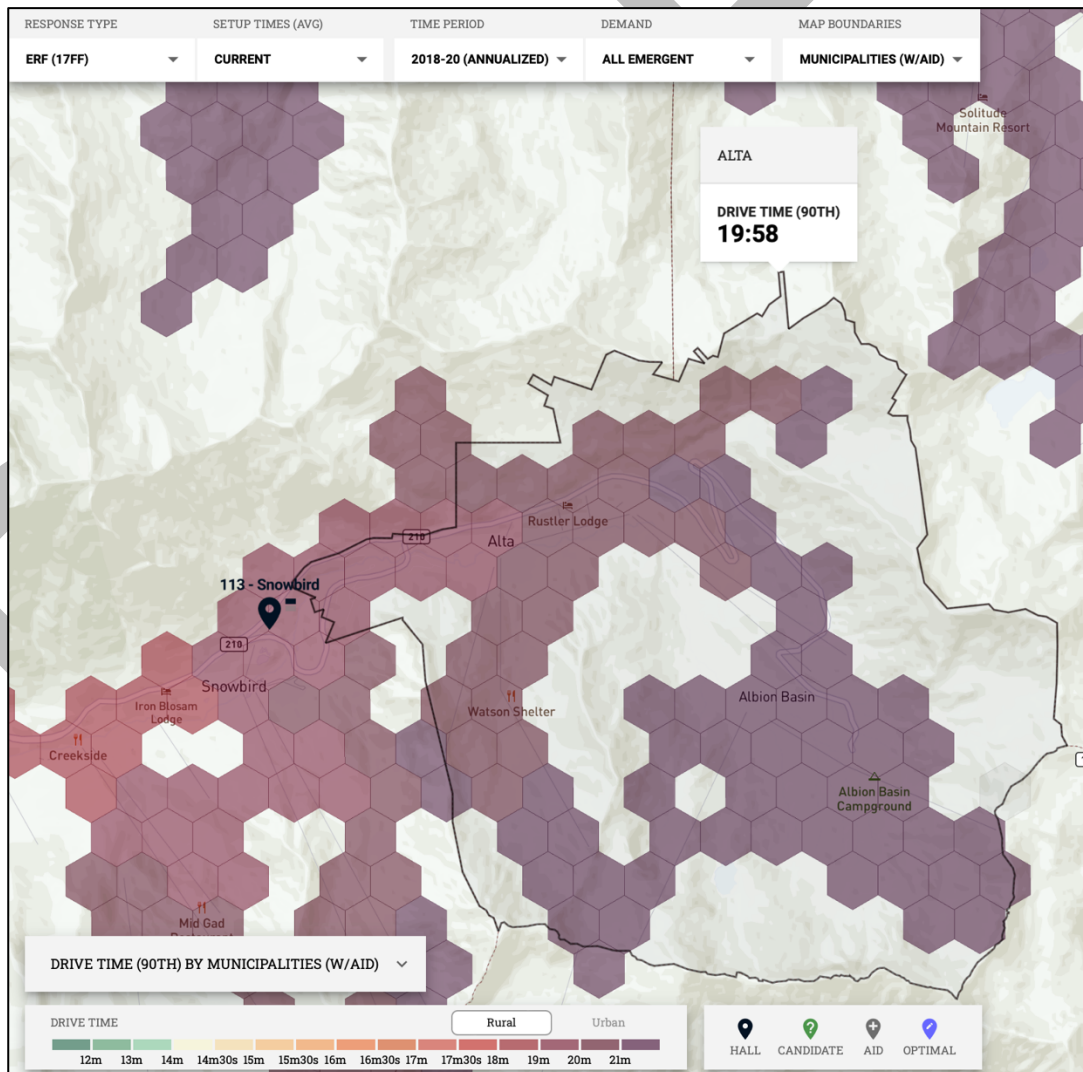 RESPONSE TYPE
SETUP TIMES (AVG)
TIME PERIOD
DEMAND
MAP BOUNDARIES
ERF (17FF)
CURRENT
2018-20 (ANNUALIZED)
ALL EMERGENT
MUNICIPALITIES (W/AID)
Solitude
Mountain Resort
ALTA
DRIVE TIME (90TH)
19:58
Rustler Lodge
210
Alta
113 - Snowbird
210
Snowbird
Iron Blosam
Lodge
Creekside
Watson Shelter
Albion Basin
Albion Basin
Campground
Mid Gad
DRIVE TIME (90TH) BY MUNICIPALITIES (W/AID)
DRIVE TIME
Rural
Urban
12m 13m 14m 14m30s 15m 15m30s 16m 16m30s 17m 17m30s 18m 19m 20m 21m
HALL
CANDIDATE
AID
OPTIMAL